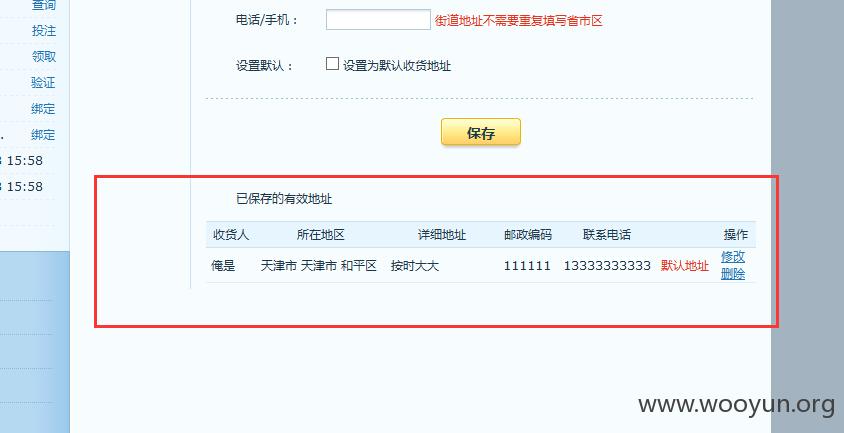 查询
投注
领取
验证
绑定
. 绑定
15:58
15:58
电话/手机： 街道地址不需要重复填写省市区
设置默认： 设置为默认收货地址
保存
已保存的有效地址
收货人 所在地区 详细地址 邮政编码 联系电话 操作
俺是 天津市 天津市 和平区 按时大大 111111 13333333333 默认地址 修改
删除
www.wooyun.org